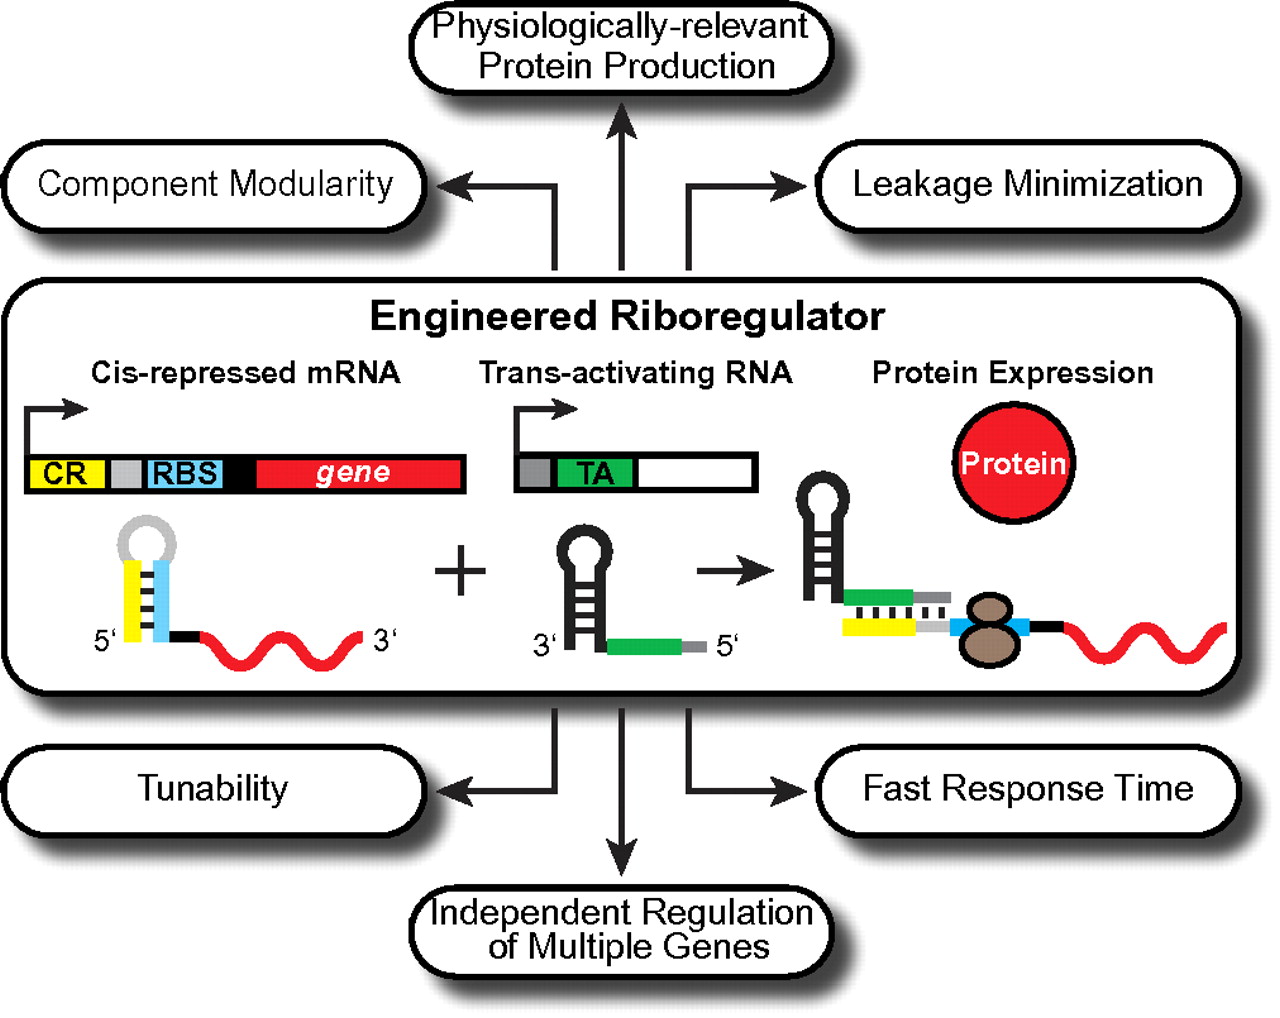 Physiologically-relevant
Protein Production
Component Modularity
Leakage Minimization
Engineered Riboregulator
Cis-repressed mRNA
Trans-activating RNA
Protein Expression
CR
RBS
gene
TA
Protein
5‘
3‘
3‘
5‘
Tunability
Fast Response Time
Independent Regulation
of Multiple Genes